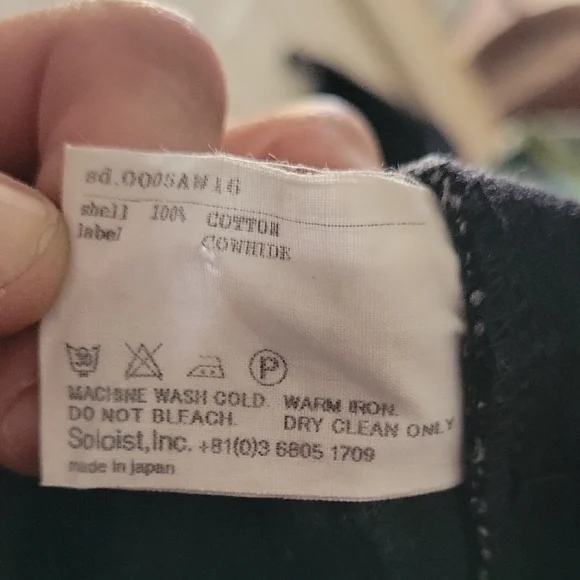 sd.0005AW16
shell 100% COTTON
label COWHIDE
30 P
MACHINE WASH COLD. WARM IRON.
DO NOT BLEACH. DRY CLEAN ONLY
Soloist,Inc. +81(0)3 6805 1709
made in japan